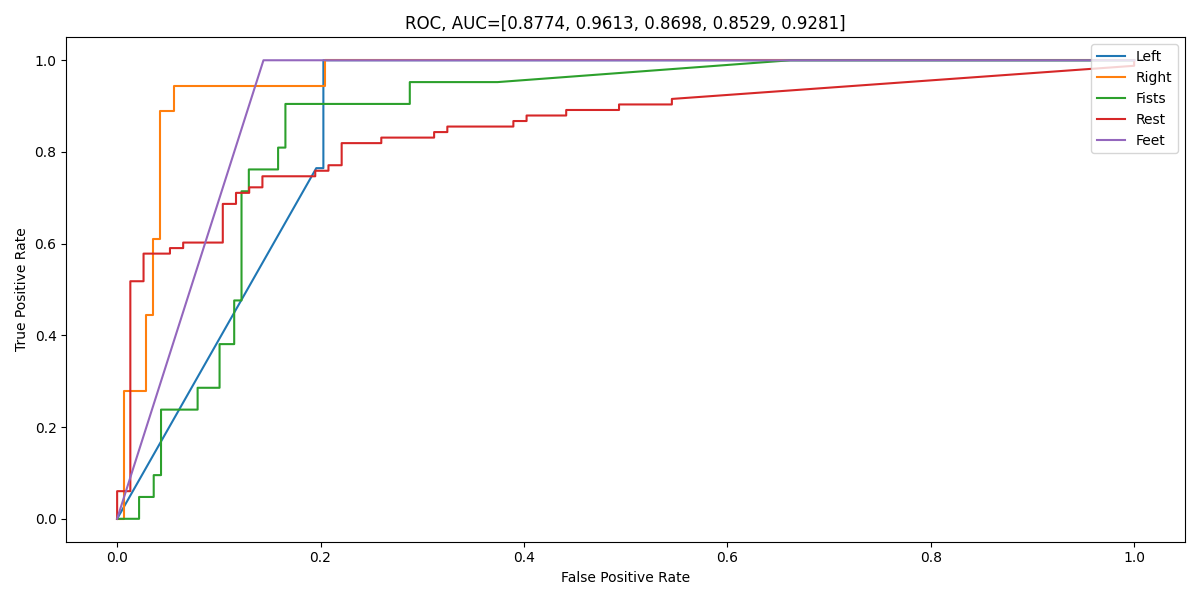 ROC, AUC=[0.8774, 0.9613, 0.8698, 0.8529, 0.9281]
Left
Right
Fists
Rest
Feet
True Positive Rate
1.0
0.8
0.6
0.4
0.2
0.0
0.0 0.2 0.4 0.6 0.8 1.0
False Positive Rate